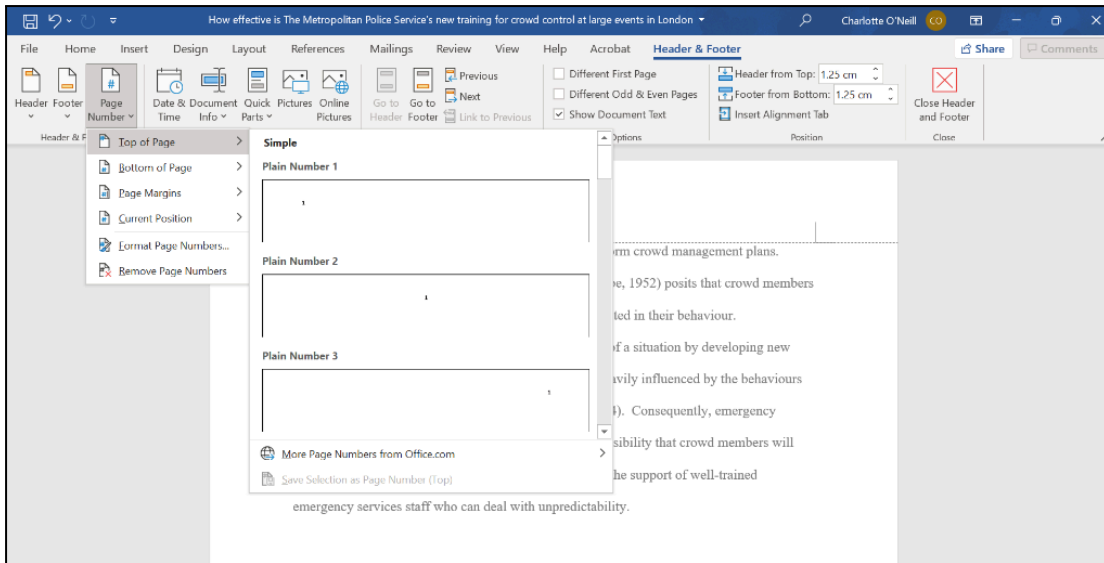 How effective is The Metropolitan Police Service's new training for crowd control at large events in London
Charlotte O'Neill CO
File Home Insert Design Layout References Mailings Review View Help Acrobat Header & Footer Share Comments
Header Footer Page Number
Date & Time Document Info Quick Parts Pictures Online Pictures
Go to Header Go to Footer Previous Next Link to Previous
Different First Page
Different Odd & Even Pages
Show Document Text
Header from Top: 1.25 cm
Footer from Bottom: 1.25 cm
Insert Alignment Tab
Close Header and Footer
Header & F Options Position Close
Top of Page
Bottom of Page
Page Margins
Current Position
Format Page Numbers...
Remove Page Numbers
Simple
Plain Number 1
1
Plain Number 2
1
Plain Number 3
1
More Page Numbers from Office.com
Save Selection as Page Number (Top)
rm crowd management plans.
e, 1952) posits that crowd members
ted in their behaviour.
of a situation by developing new
avily influenced by the behaviours
). Consequently, emergency
sibility that crowd members will
he support of well-trained
emergency services staff who can deal with unpredictability.